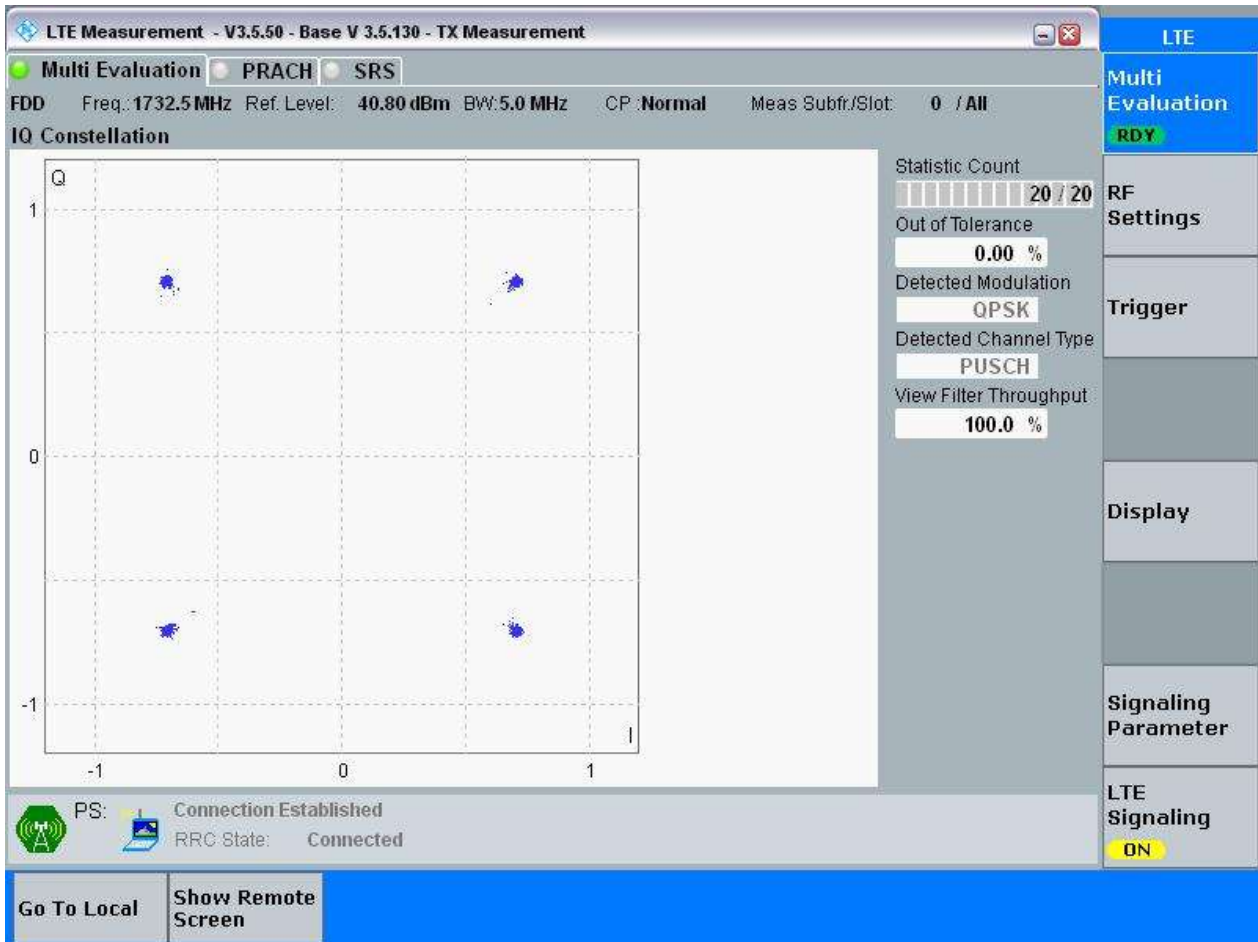 LTE Measurement - V3.5.50 - Base V 3.5.130 - TX Measurement
LTE
Multi Evaluation PRACH SRS
FDD Freq.: 1732.5 MHz Ref. Level: 40.80 dBm BW: 5.0 MHz CP : Normal Meas Subfr./Slot: 0 / All
IQ Constellation
Q
1
0
-1
I
-1 0 1
Statistic Count
20 / 20
Out of Tolerance
0.00 %
Detected Modulation
QPSK
Detected Channel Type
PUSCH
View Filter Throughput
100.0 %
Multi
Evaluation
RDY
RF
Settings
Trigger
Display
Signaling
Parameter
LTE
Signaling
ON
PS: Connection Established
RRC State: Connected
Go To Local
Show Remote
Screen